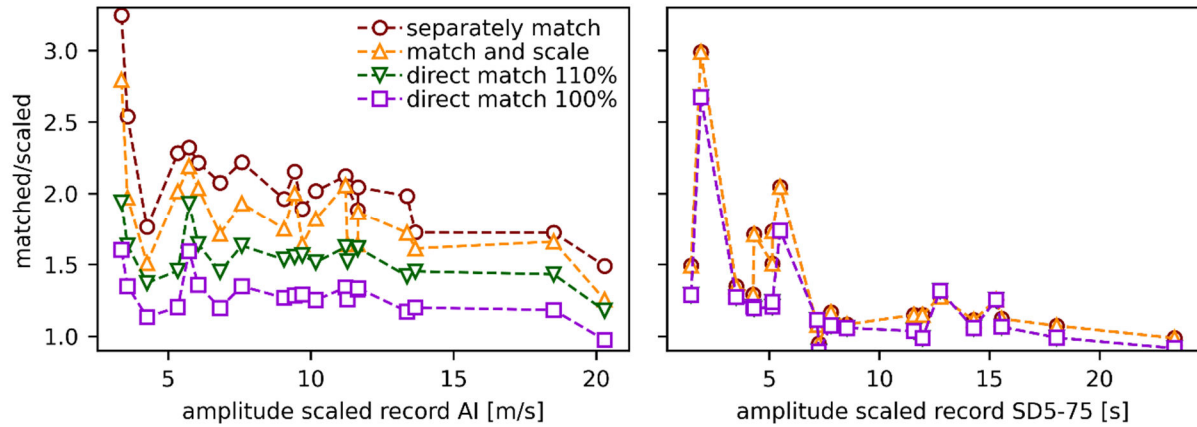 matched/scaled
3.0
2.5
2.0
1.5
1.0
separately match
match and scale
direct match 110%
direct match 100%
5 10 15 20
5 10 15 20
amplitude scaled record AI [m/s]
amplitude scaled record SD5-75 [s]